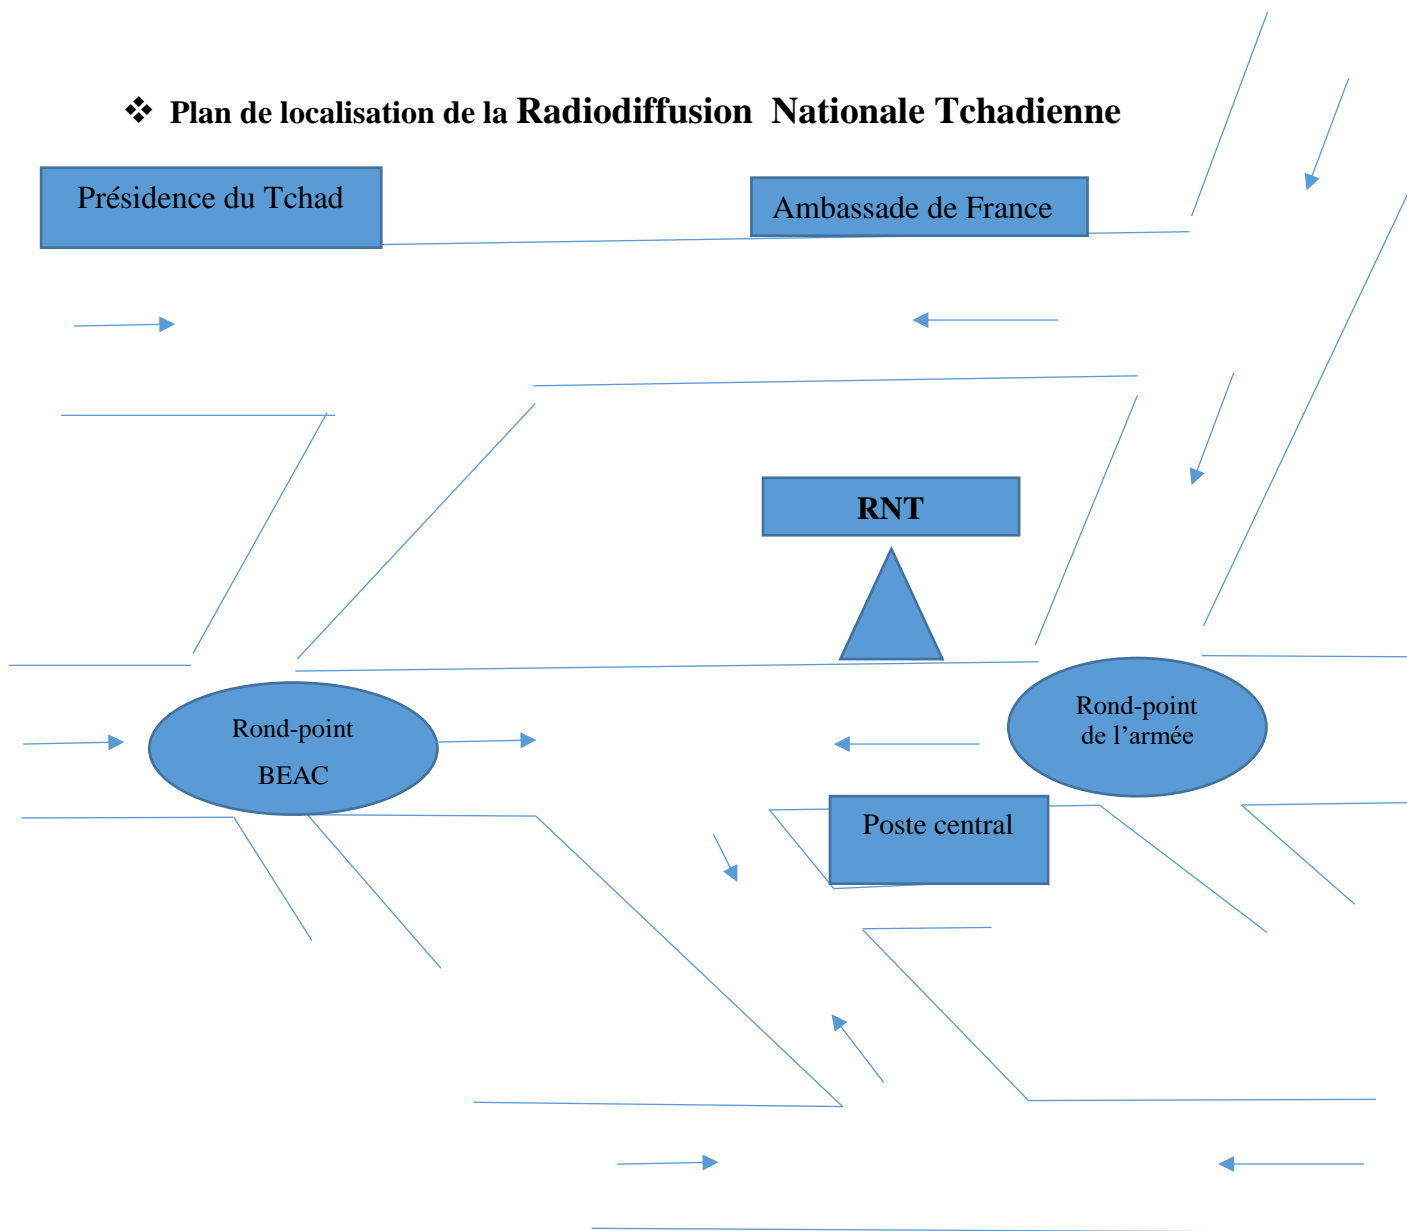 ❖ Plan de localisation de la Radiodiffusion Nationale Tchadienne
Présidence du Tchad
Ambassade de France
RNT
Rond-point
BEAC
Rond-point
de l’armée
Poste central